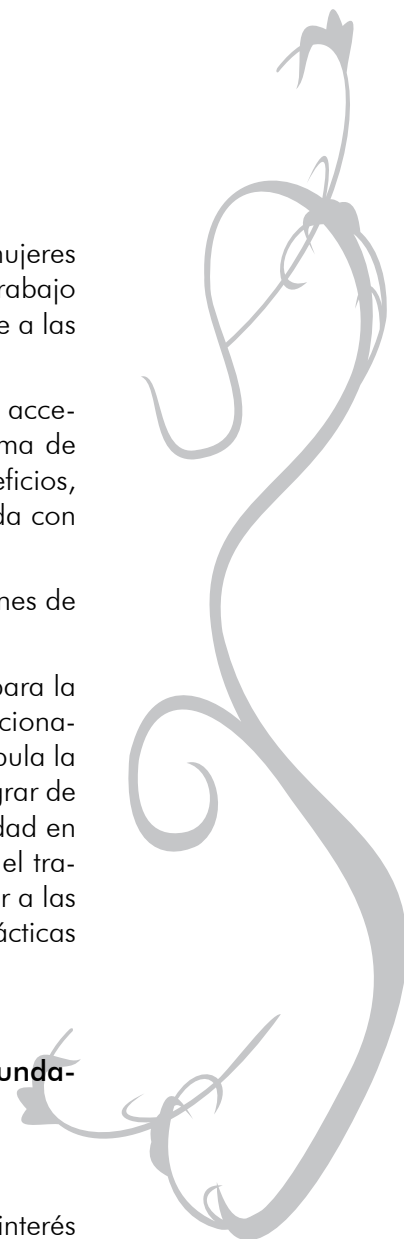 mujeres
trabajo
e a las
acce-
ma de
eficios,
da con
nes de
para la
ciona-
pula la
grar de
dad en
el tra-
r a las
ácticas
unda-
interés